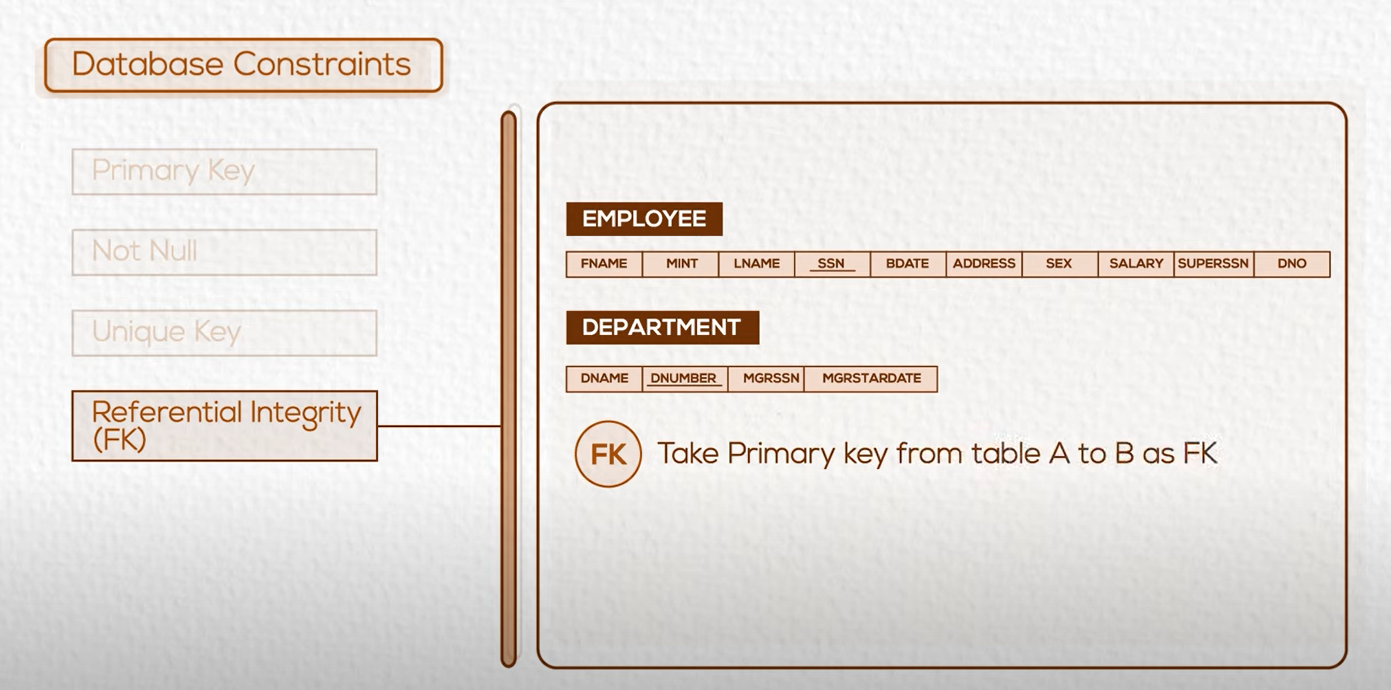 Database Constraints
Primary Key
Not Null
Unique Key
Referential Integrity
(FK)
EMPLOYEE
FNAME MINT LNAME SSN BDATE ADDRESS SEX SALARY SUPERSSN DNO
DEPARTMENT
DNAME DNUMBER MGRSSN MGRSTARDATE
FK Take Primary key from table A to B as FK